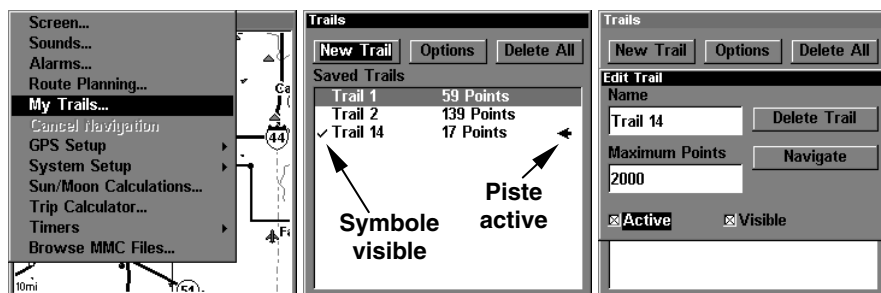 Screen...
Sounds...
Alarms...
Route Planning...
My Trails...
Cancel Navigation
GPS Setup
System Setup
Sun/Moon Calculations...
Trip Calculator...
Timers
Browse MMC Files...
Ca
44
Fa
10mi
51
Trails
New Trail Options Delete All
Saved Trails
Trail 1 59 Points
Trail 2 139 Points
✓ Trail 14 17 Points
Symbole visible
Piste active
Trails
New Trail Options Delete All
Edit Trail
Name
Trail 14 Delete Trail
Maximum Points Navigate
2000
☒ Active ☒ Visible